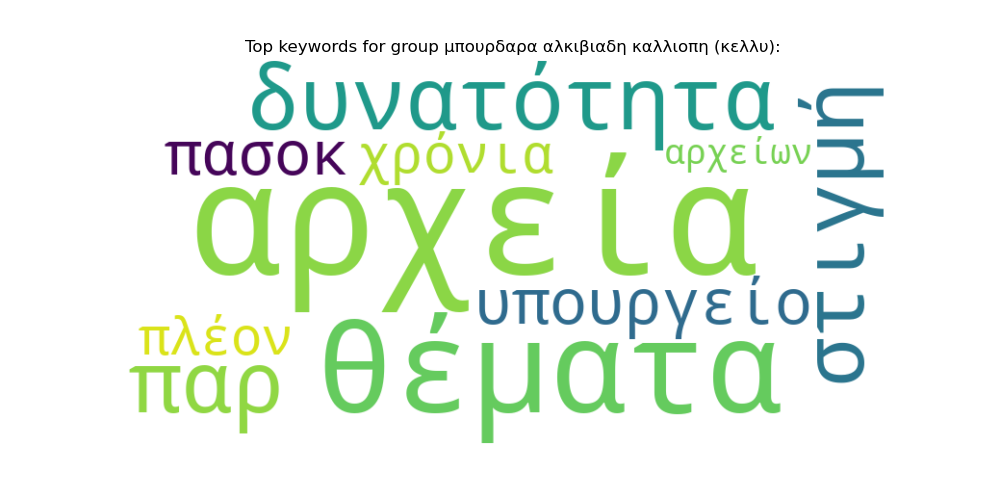 Top keywords for group μπουρδαρα αλκιβιαδη καλλιοπη (κελλυ):
δυνατότητα
πασοκ χρόνια αρχείων
στιγμή
αρχεία
υπουργείο
πλέον
παρ θέματα